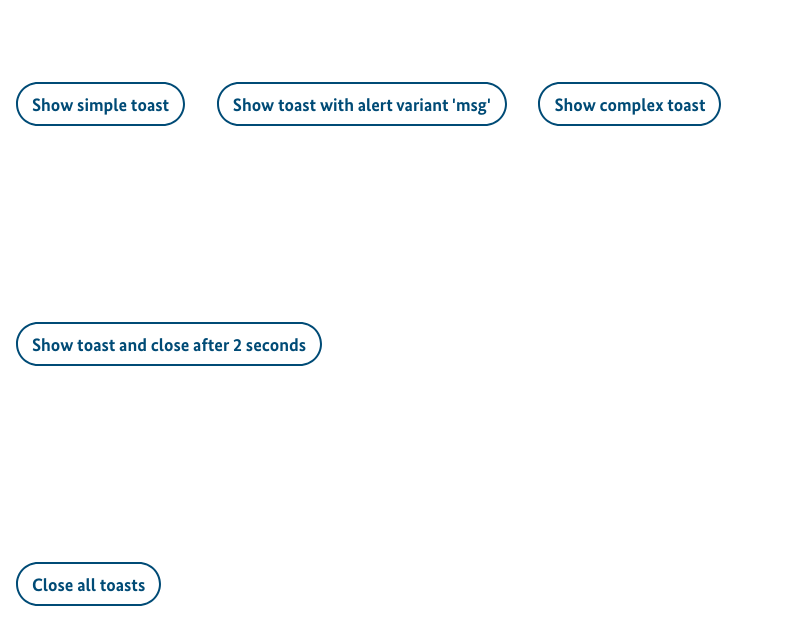 Show simple toast
Show toast with alert variant 'msg'
Show complex toast
Show toast and close after 2 seconds
Close all toasts